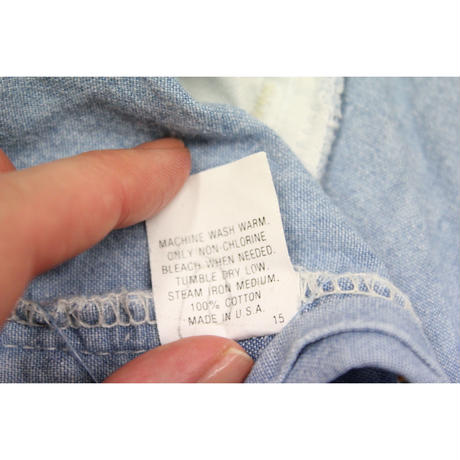 MACHINE WASH WARM.
ONLY NON-CHLORINE
BLEACH WHEN NEEDED.
TUMBLE DRY LOW.
STEAM IRON MEDIUM.
100% COTTON
MADE IN U.S.A.
15